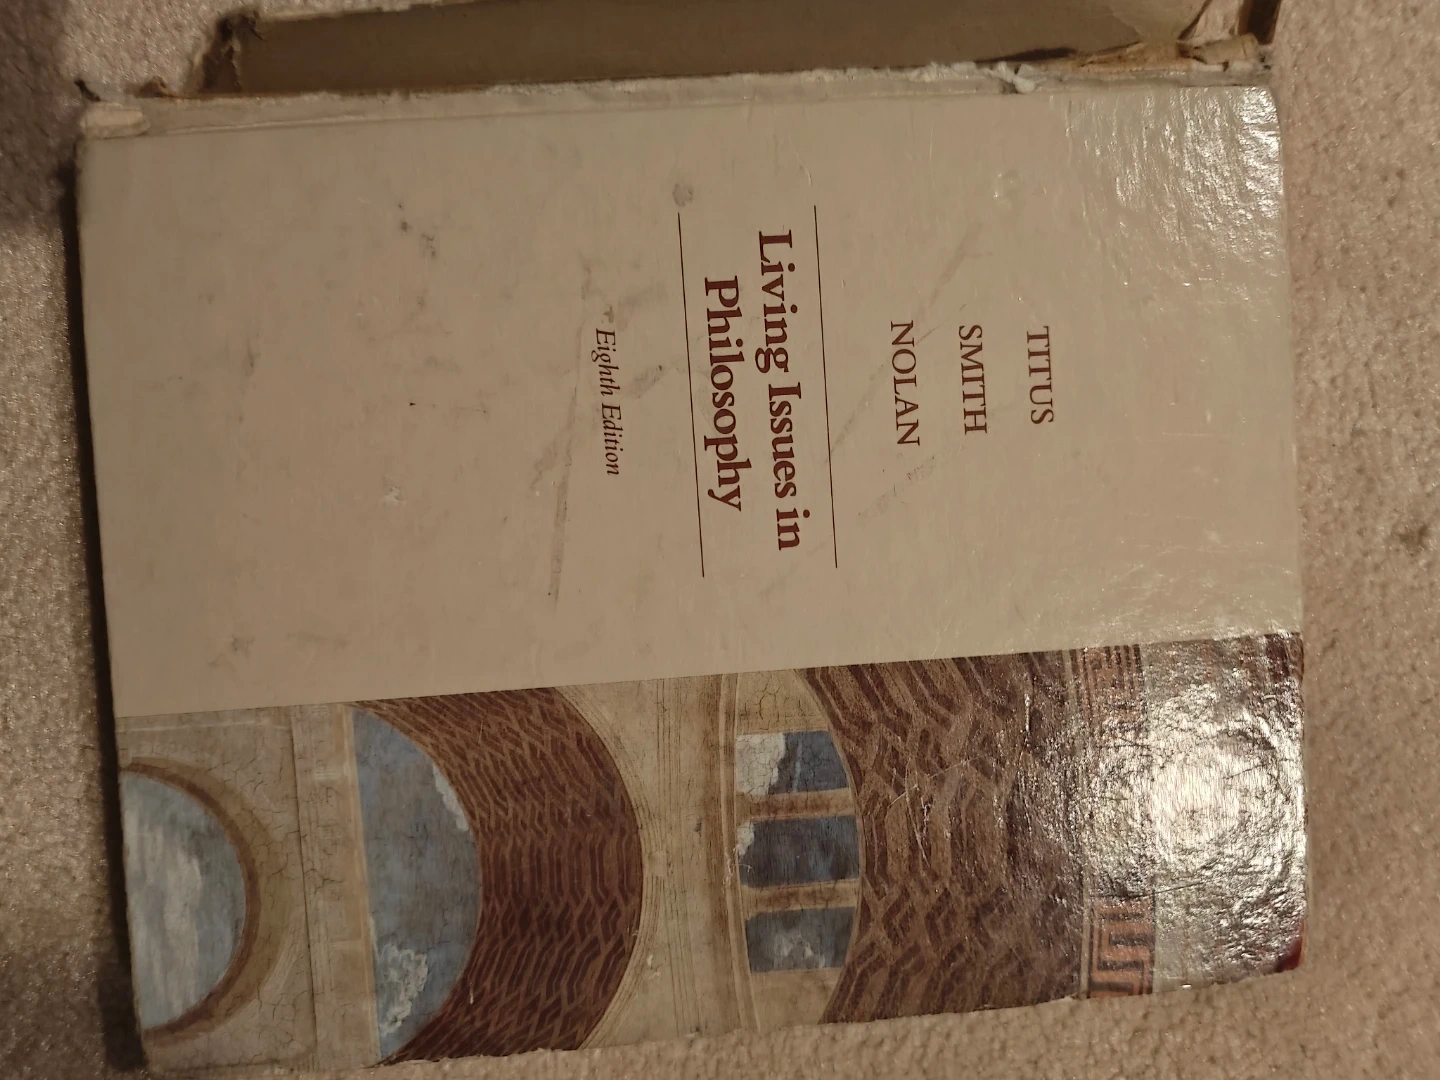 TITUS
SMITH
NOLAN
Living Issues in
Philosophy
Eighth Edition